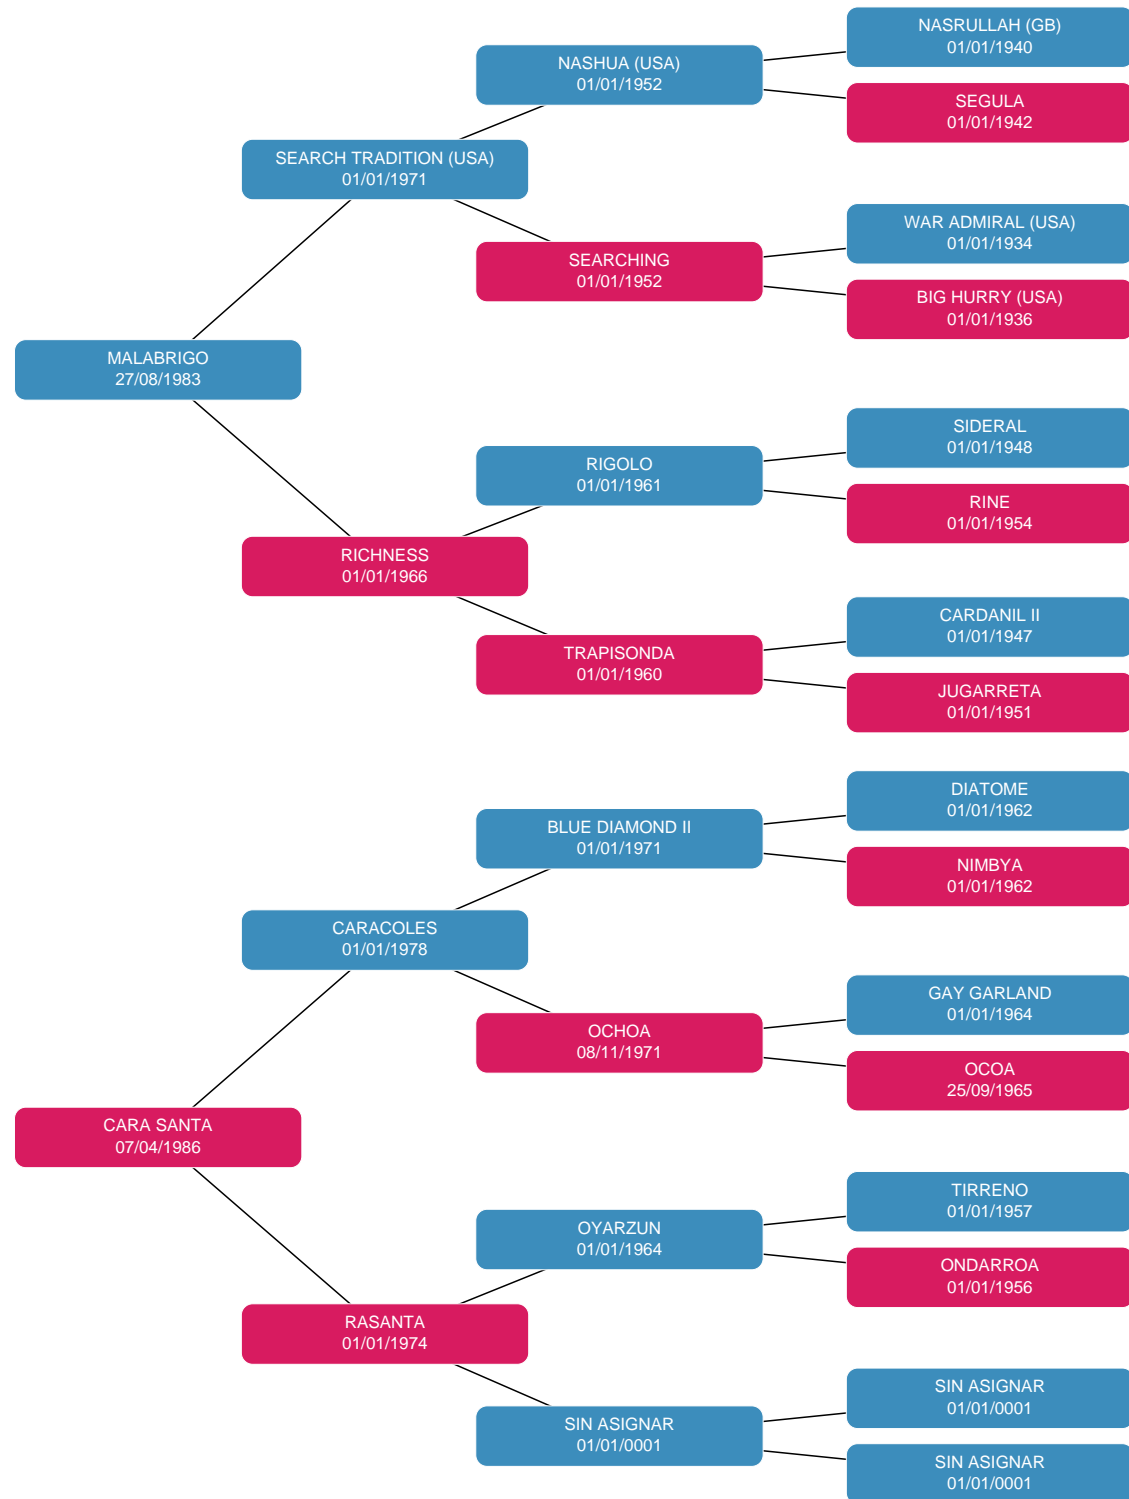 NASRULLAH (GB)
01/01/1940
NASHUA (USA)
01/01/1952
SEGULA
01/01/1942
SEARCH TRADITION (USA)
01/01/1971
WAR ADMIRAL (USA)
01/01/1934
SEARCHING
01/01/1952
BIG HURRY (USA)
01/01/1936
MALABRIGO
27/08/1983
SIDERAL
01/01/1948
RIGOLO
01/01/1961
RINE
01/01/1954
RICHNESS
01/01/1966
CARDANIL II
01/01/1947
TRAPISONDA
01/01/1960
JUGARRETA
01/01/1951
DIATOME
01/01/1962
BLUE DIAMOND II
01/01/1971
NIMBYA
01/01/1962
CARACOLES
01/01/1978
GAY GARLAND
01/01/1964
OCHOA
08/11/1971
OCOA
25/09/1965
CARA SANTA
07/04/1986
TIRRENO
01/01/1957
OYARZUN
01/01/1964
ONDARROA
01/01/1956
RASANTA
01/01/1974
SIN ASIGNAR
01/01/0001
SIN ASIGNAR
01/01/0001
SIN ASIGNAR
01/01/0001